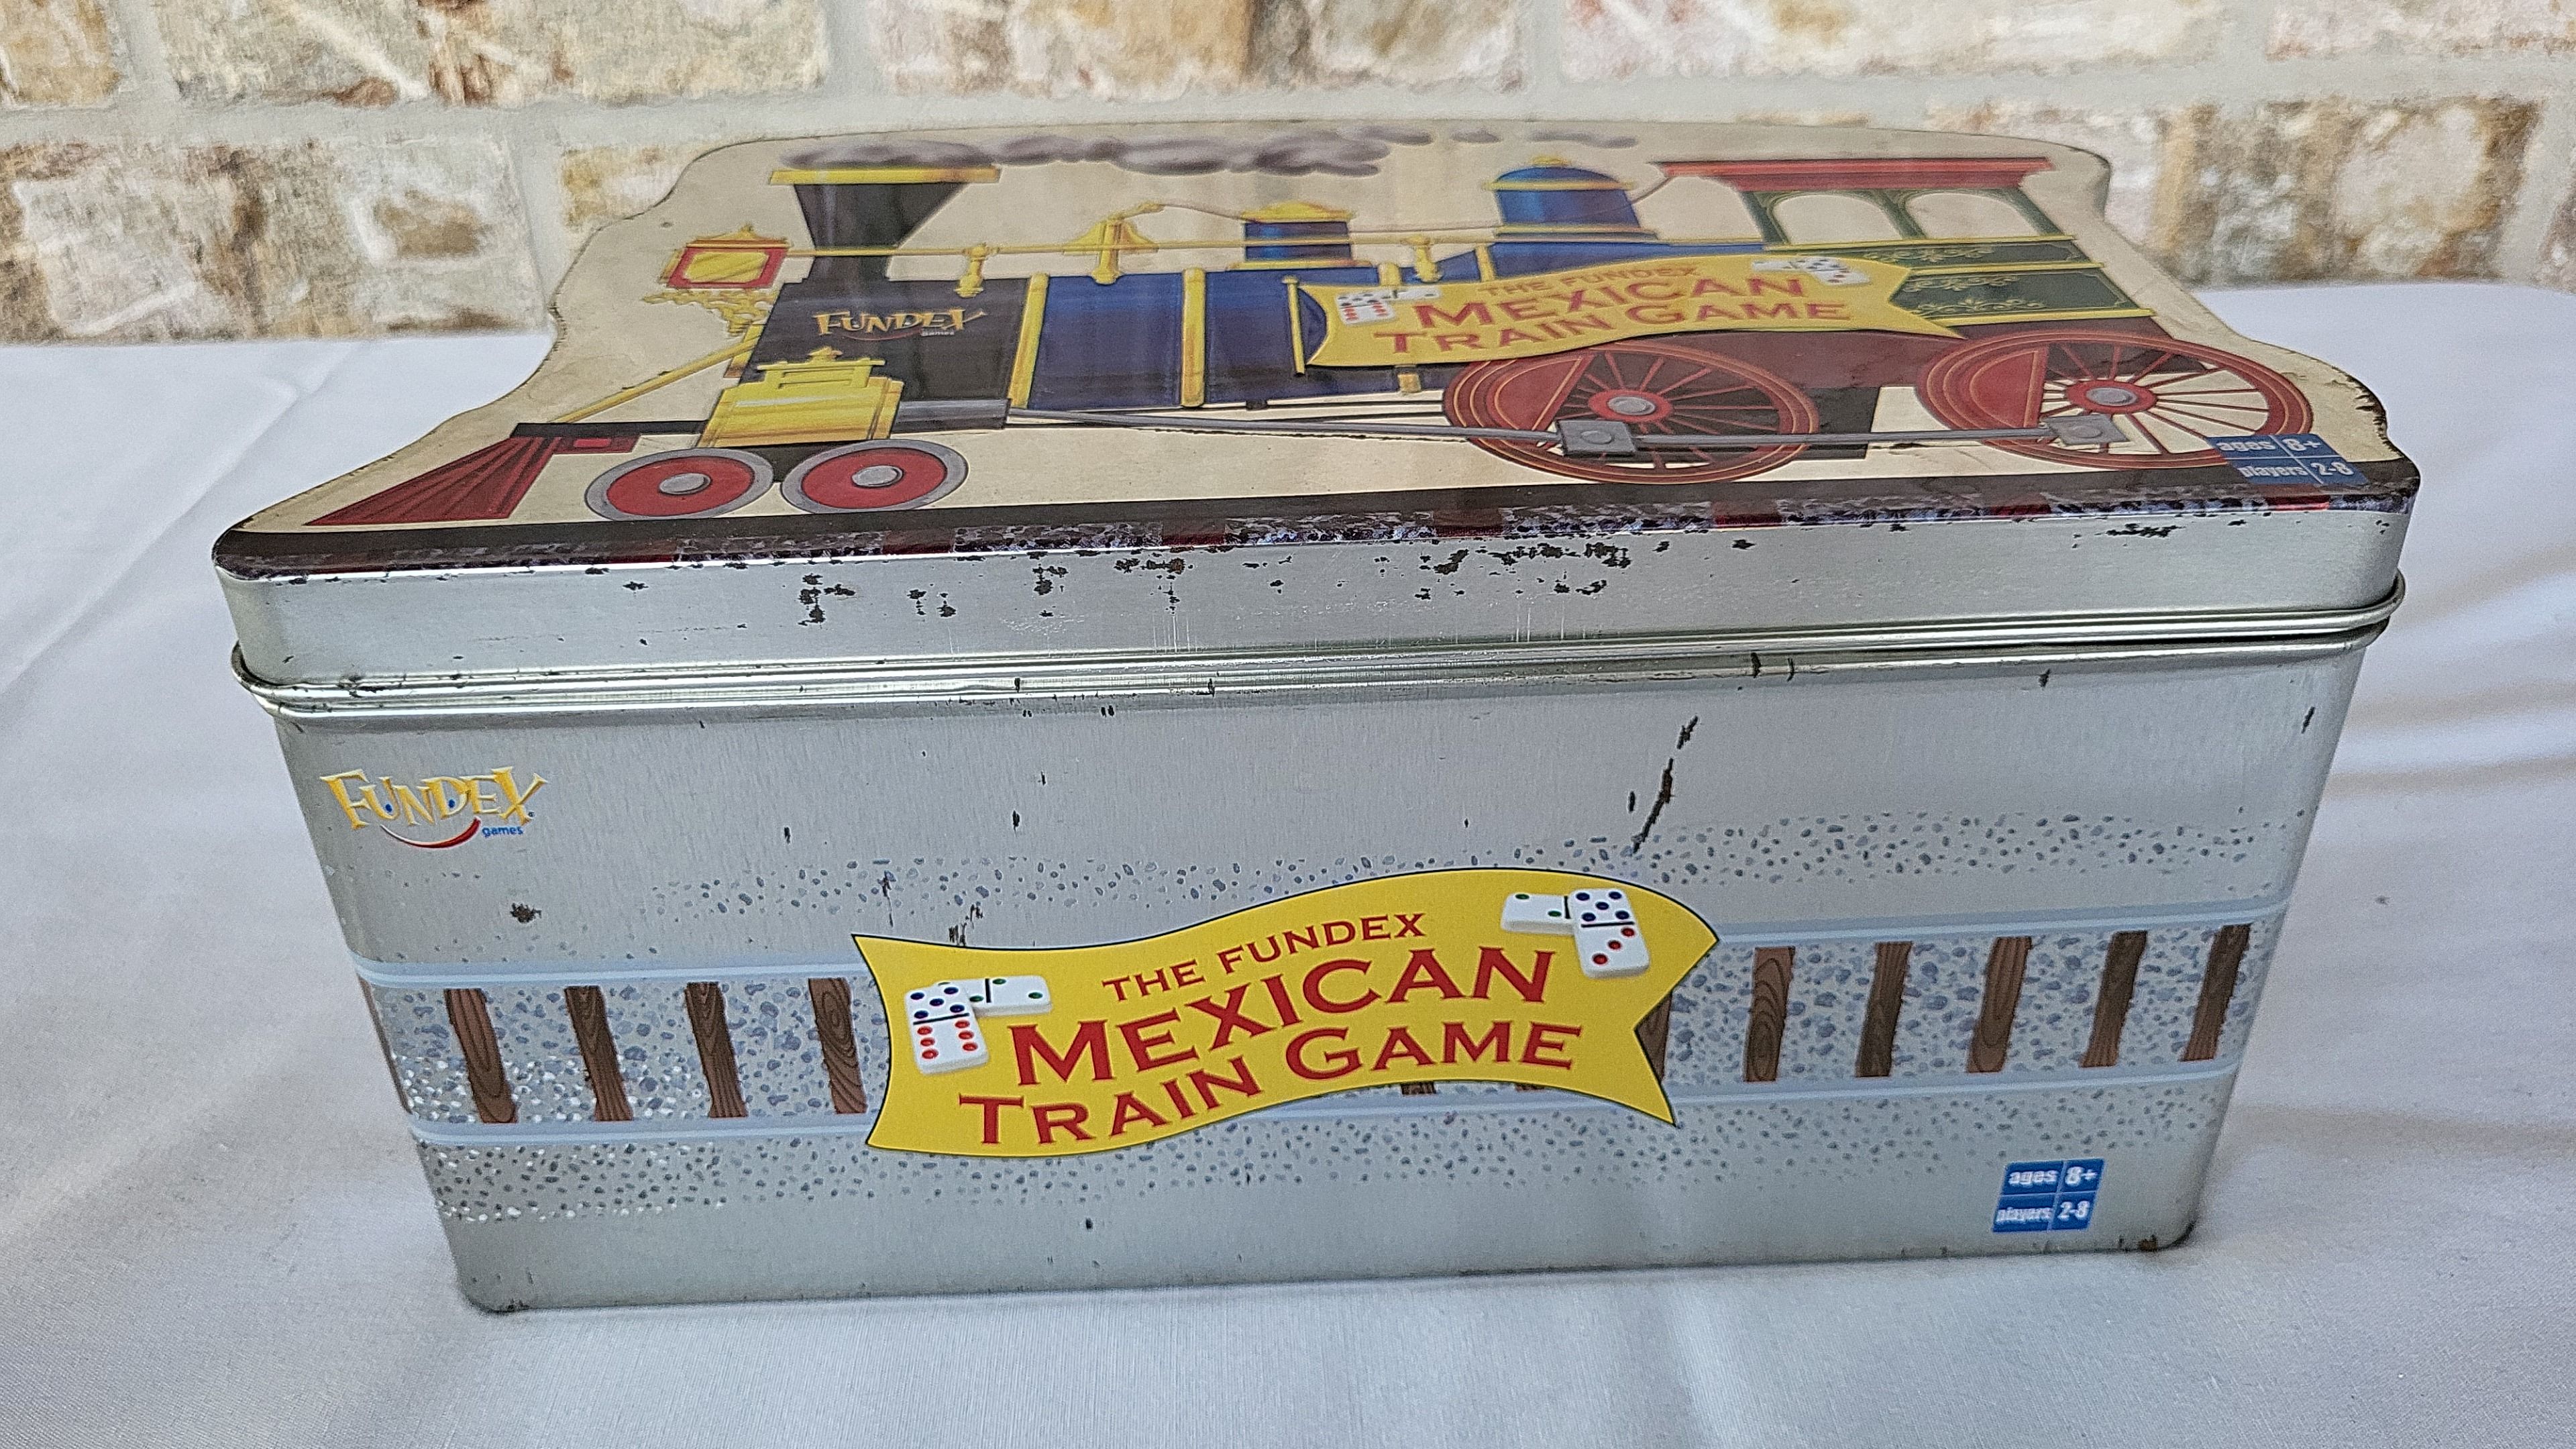 FUNDEX
games
THE FUNDEX
MEXICAN
TRAIN GAME
ages 8+
players 2-8
FUNDEX
games
THE FUNDEX
MEXICAN
TRAIN GAME
ages 8+
players 2-8